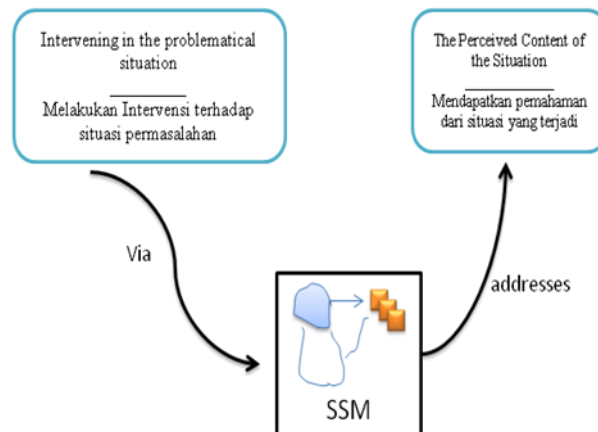 Intervening in the problematical
situation
Melakukan Intervensi terhadap
situasi permasalahan
The Perceived Content of
the Situation
Mendapatkan pemahaman
dari situasi yang terjadi
Via
addresses
SSM